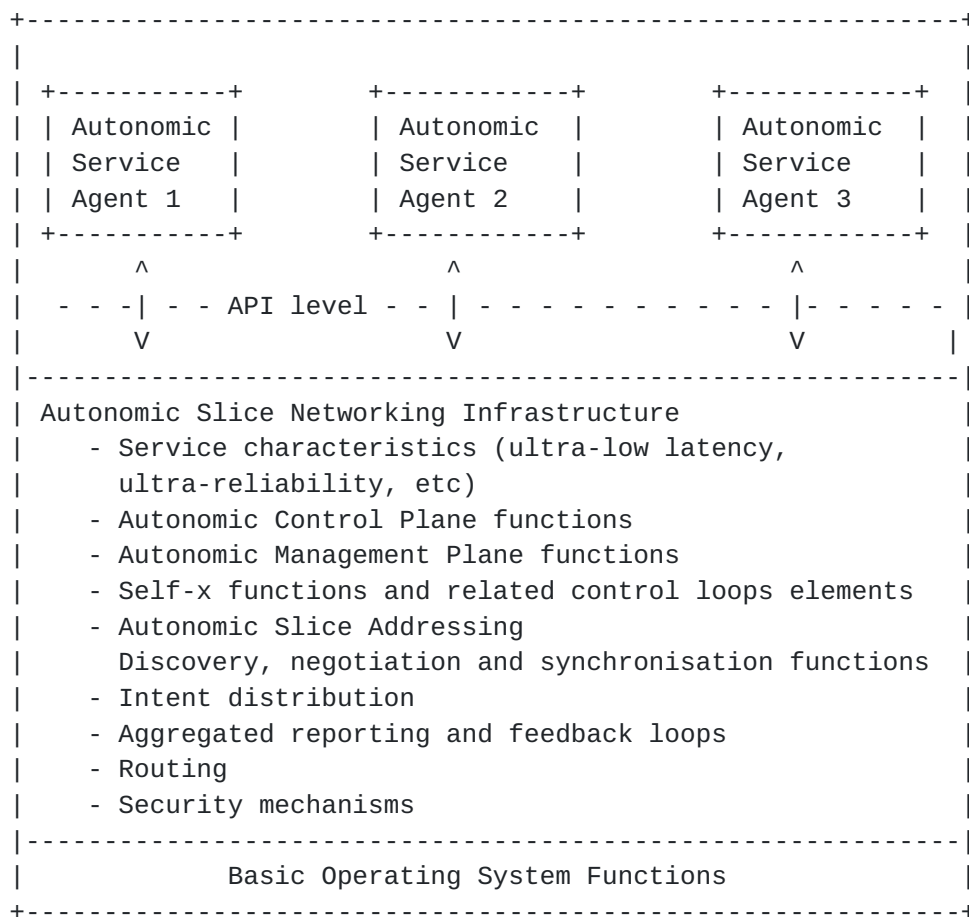 +------------------------------------------------------------+
|                                                            |
| +-----------+        +------------+        +------------+  |
| | Autonomic |        | Autonomic  |        | Autonomic  |  |
| | Service   |        | Service    |        | Service    |  |
| | Agent 1   |        | Agent 2    |        | Agent 3    |  |
| +-----------+        +------------+        +------------+  |
|       ^                   ^                     ^          |
|  - - -| - - API level - - | - - - - - - - - - - |- - - - - |
|       V                   V                     V         |
|------------------------------------------------------------|
| Autonomic Slice Networking Infrastructure                  |
|    - Service characteristics (ultra-low latency,           |
|      ultra-reliability, etc)                               |
|    - Autonomic Control Plane functions                     |
|    - Autonomic Management Plane functions                  |
|    - Self-x functions and related control loops elements   |
|    - Autonomic Slice Addressing                            |
|      Discovery, negotiation and synchronisation functions  |
|    - Intent distribution                                   |
|    - Aggregated reporting and feedback loops               |
|    - Routing                                               |
|    - Security mechanisms                                   |
|------------------------------------------------------------|
|             Basic Operating System Functions               |
+------------------------------------------------------------+